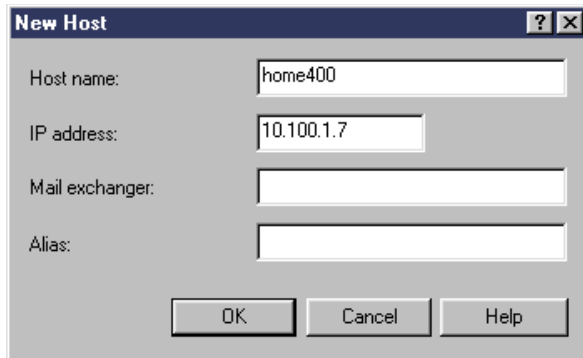 New Host
Host name: home400
IP address: 10.100.1.7
Mail exchanger:
Alias:
OK Cancel Help